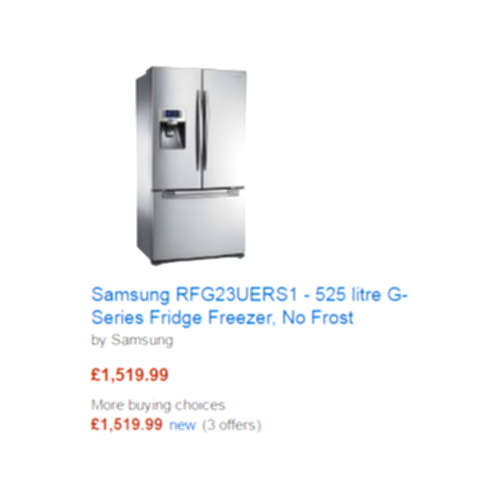 Samsung RFG23UERS1 - 525 litre G-
Series Fridge Freezer, No Frost
by Samsung
£1,519.99
More buying choices
£1,519.99 new (3 offers)